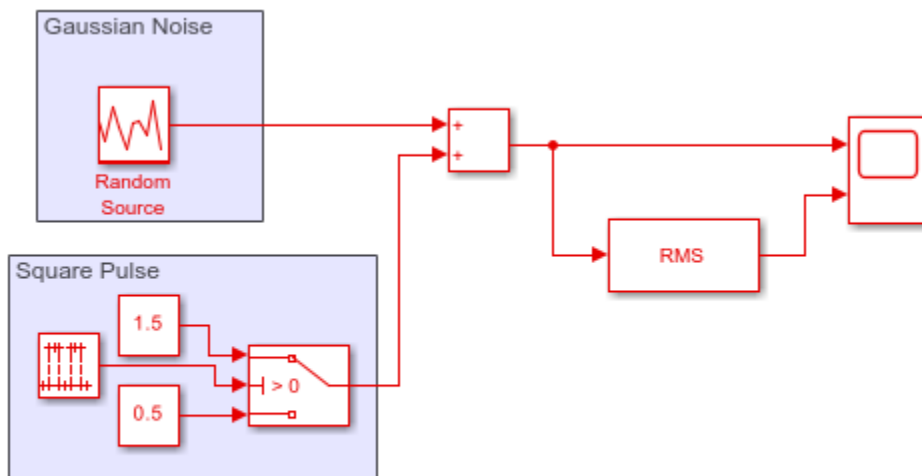 Gaussian Noise
Random
Source
+
+
RMS
Square Pulse
1.5
> 0
0.5